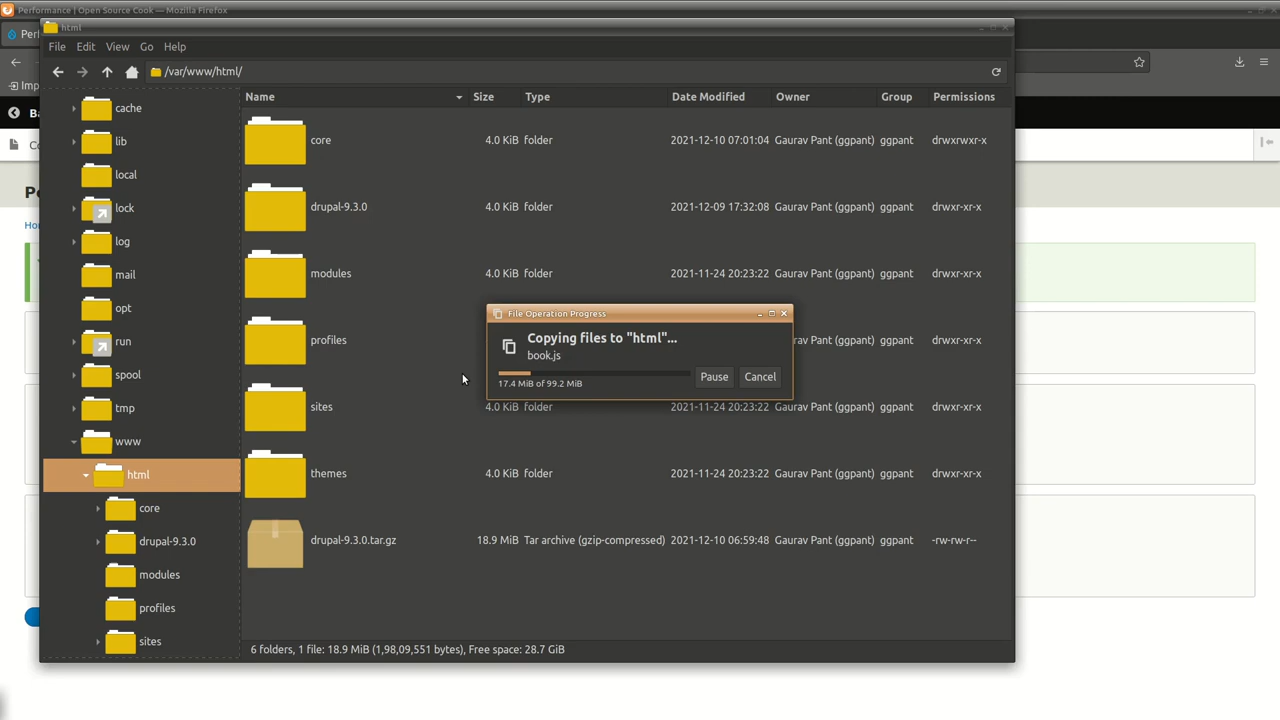 Performance | Open Source Cook — Mozilla Firefox
html
Perf
File Edit View Go Help
/var/www/html/
Imp
Ba
Co
Pe
Hon
cache
lib
local
lock
log
mail
opt
run
spool
tmp
www
html
core
drupal-9.3.0
modules
profiles
sites
Name Size Type Date Modified Owner Group Permissions
core 4.0 KiB folder 2021-12-10 07:01:04 Gaurav Pant (ggpant) ggpant drwxrwxr-x
drupal-9.3.0 4.0 KiB folder 2021-12-09 17:32:08 Gaurav Pant (ggpant) ggpant drwxr-xr-x
modules 4.0 KiB folder 2021-11-24 20:23:22 Gaurav Pant (ggpant) ggpant drwxr-xr-x
profiles av Pant (ggpant) ggpant drwxr-xr-x
sites 4.0 KiB folder 2021-11-24 20:23:22 Gaurav Pant (ggpant) ggpant drwxr-xr-x
themes 4.0 KiB folder 2021-11-24 20:23:22 Gaurav Pant (ggpant) ggpant drwxr-xr-x
drupal-9.3.0.tar.gz 18.9 MiB Tar archive (gzip-compressed) 2021-12-10 06:59:48 Gaurav Pant (ggpant) ggpant -rw-rw-r--
File Operation Progress
Copying files to "html"...
book.js
17.4 MiB of 99.2 MiB
Pause Cancel
6 folders, 1 file: 18.9 MiB (1,98,09,551 bytes), Free space: 28.7 GiB